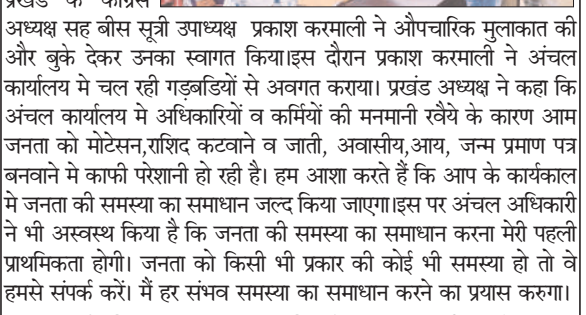 प्रखंड के कांग्रेस
अध्यक्ष सह बीस सूत्री उपाध्यक्ष प्रकाश करमाली ने औपचारिक मुलाकात की
और बुके देकर उनका स्वागत किया।इस दौरान प्रकाश करमाली ने अंचल
कार्यालय मे चल रही गड़बडियों से अवगत कराया। प्रखंड अध्यक्ष ने कहा कि
अंचल कार्यालय मे अधिकारियों व कर्मियों की मनमानी रवैये के कारण आम
जनता को मोटेसन,राशिद कटवाने व जाती, अवासीय,आय, जन्म प्रमाण पत्र
बनवाने मे काफी परेशानी हो रही है। हम आशा करते हैं कि आप के कार्यकाल
मे जनता की समस्या का समाधान जल्द किया जाएगा।इस पर अंचल अधिकारी
ने भी अस्वस्थ किया है कि जनता की समस्या का समाधान करना मेरी पहली
प्राथमिकता होगी। जनता को किसी भी प्रकार की कोई भी समस्या हो तो वे
हमसे संपर्क करें। मैं हर संभव समस्या का समाधान करने का प्रयास करुगा।